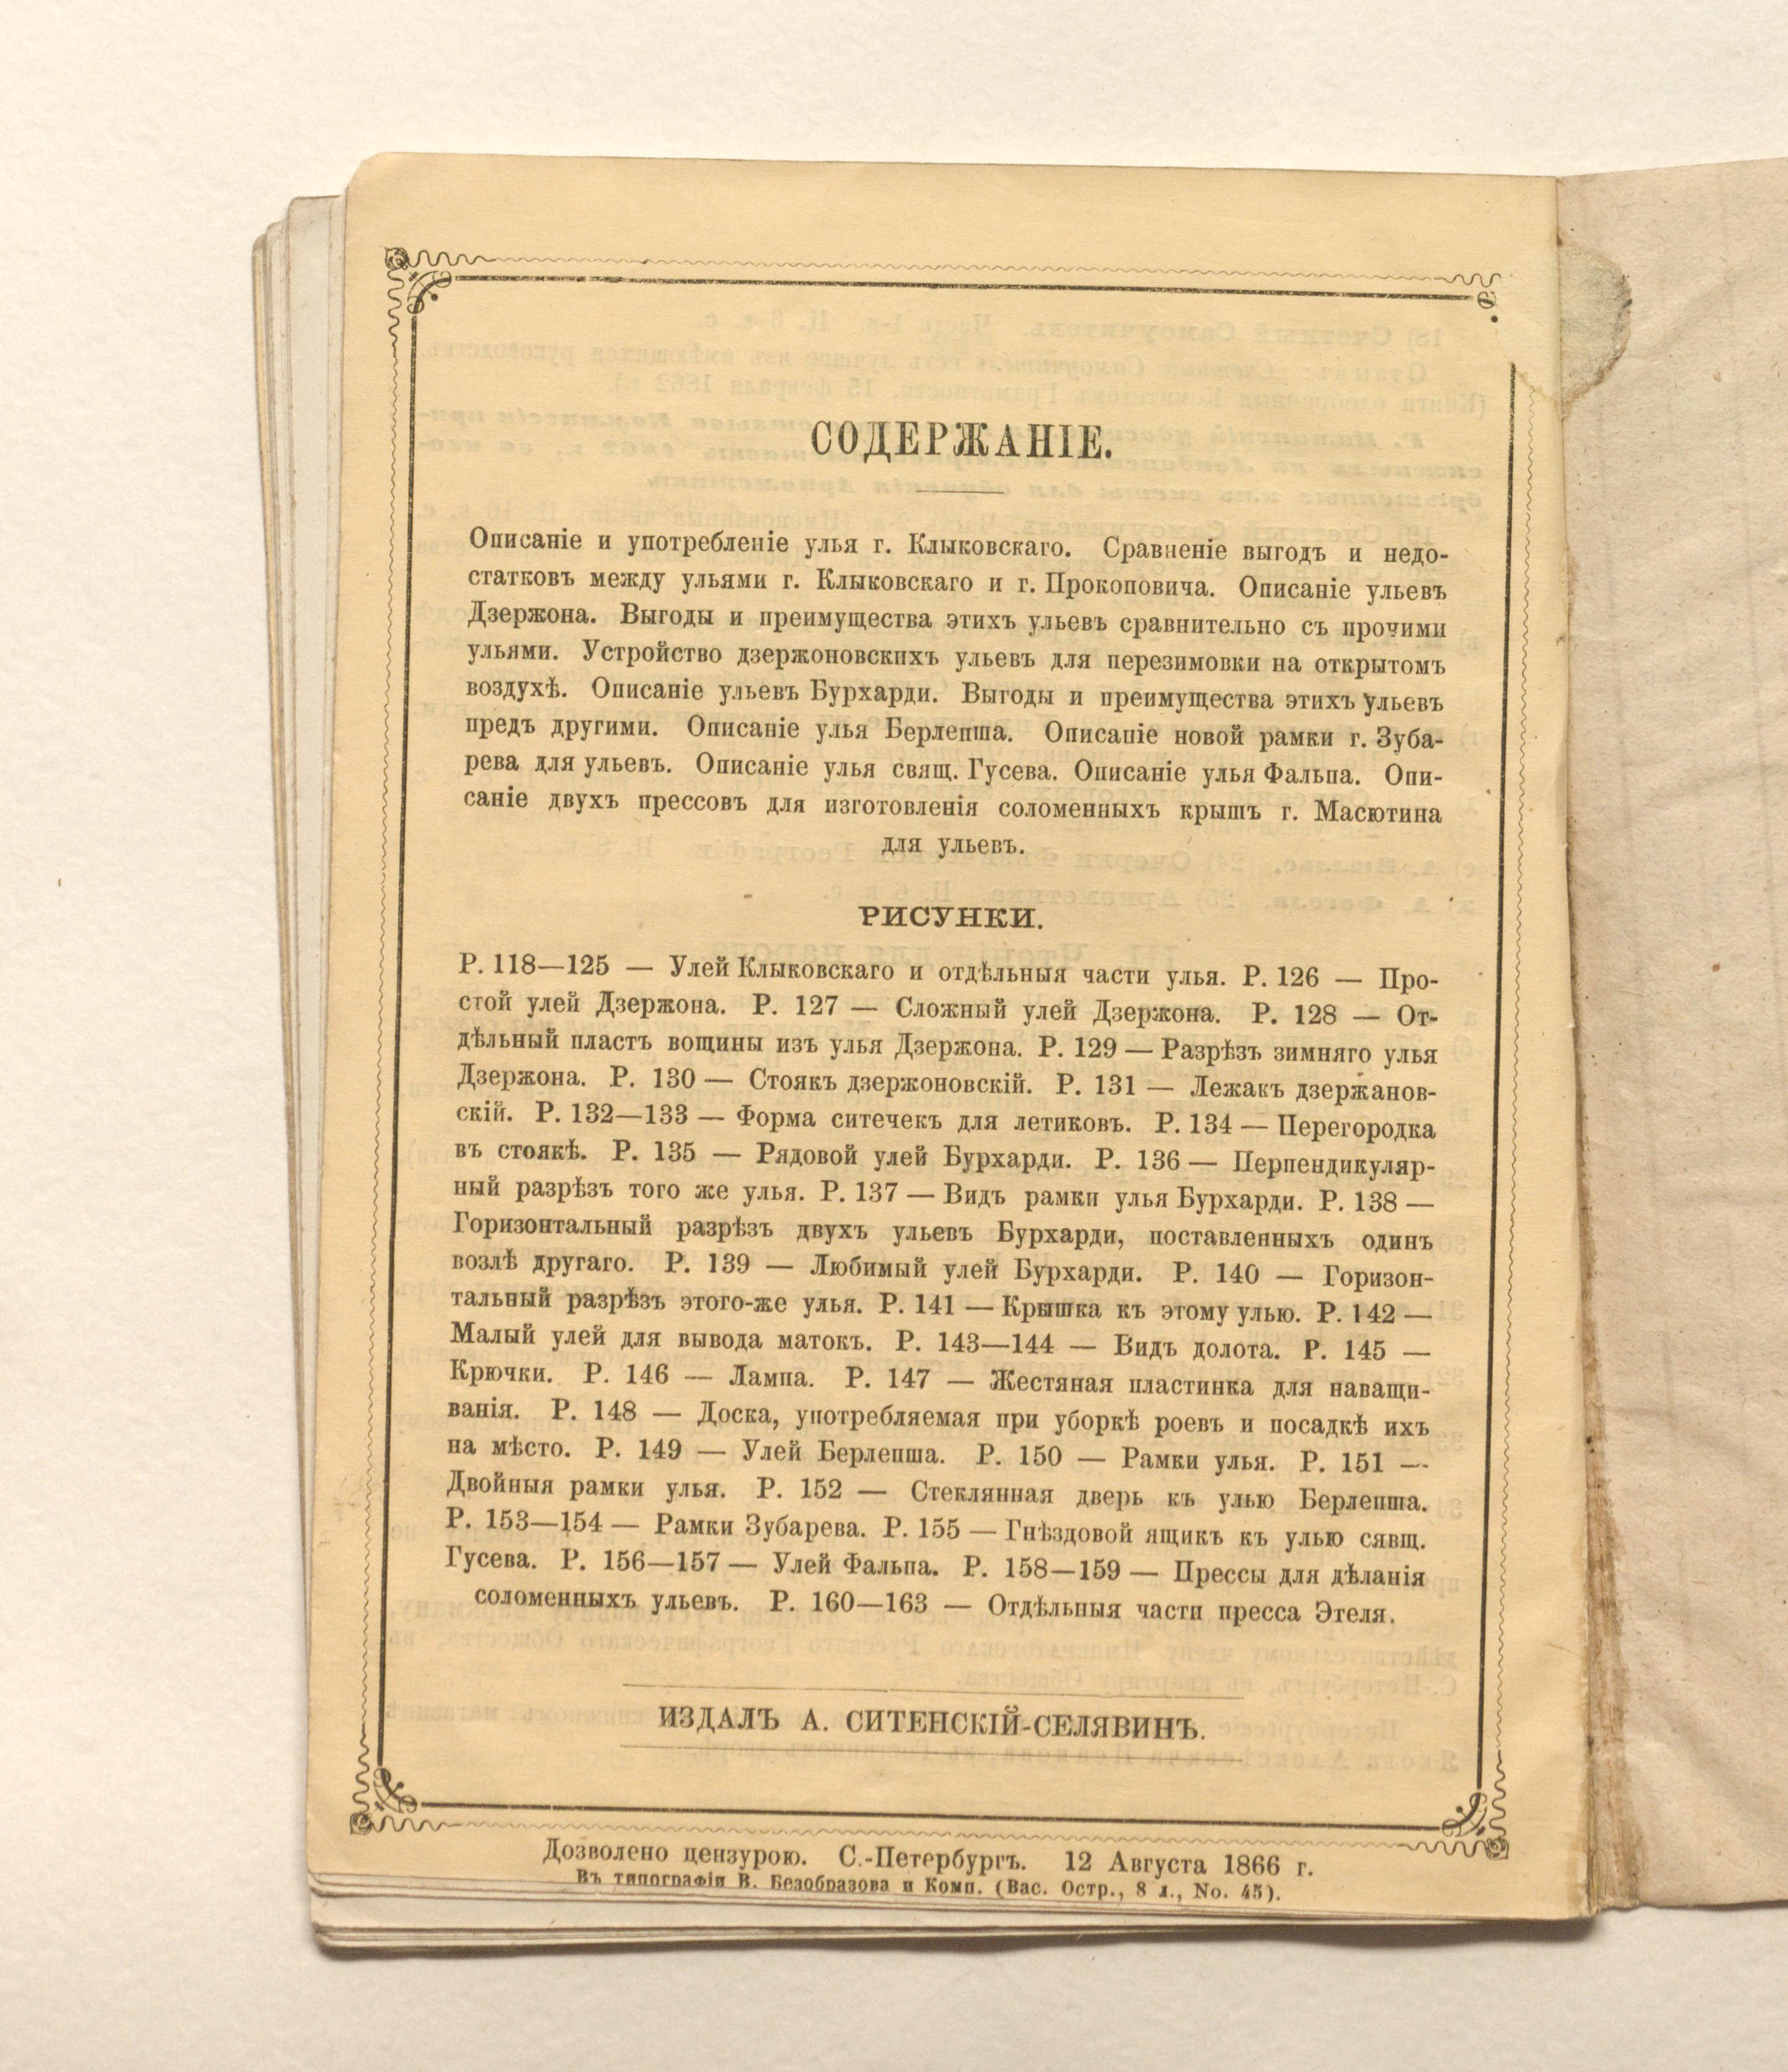 СОДЕРЖАНІЕ.
Описаніе и употребленіе улья г. Клыковскаго. Сравненіе выгодъ и недо-
статковъ между ульями г. Клыковскаго и г. Прокоповича. Описаніе ульевъ
Дзержона. Выгоды и преимущества этихъ ульевъ сравнительно съ прочими
ульями. Устройство дзержоновскихъ ульевъ для перезимовки на открытомъ
воздухѣ. Описаніе ульевъ Бурхарди. Выгоды и преимущества этихъ ульевъ
предъ другими. Описаніе улья Берлепша. Описаніе новой рамки г. Зуба-
рева для ульевъ. Описаніе улья свящ. Гусева. Описаніе улья Фальпа. Опи-
саніе двухъ прессовъ для изготовленія соломенныхъ крышъ г. Масютина
для ульевъ.
РИСУНКИ.
Р. 118—125 — Улей Клыковскаго и отдѣльныя части улья. Р. 126 — Про-
стой улей Дзержона. Р. 127 — Сложный улей Дзержона. Р. 128 — От-
дѣльный пластъ вощины изъ улья Дзержона. Р. 129 — Разрѣзъ зимняго улья
Дзержона. Р. 130 — Стоякъ дзержоновскій. Р. 131 — Лежакъ дзержанов-
скій. Р. 132—133 — Форма ситечекъ для летиковъ. Р. 134 — Перегородка
въ стоякѣ. Р. 135 — Рядовой улей Бурхарди. Р. 136 — Перпендикуляр-
ный разрѣзъ того же улья. Р. 137 — Видъ рамки улья Бурхарди. Р. 138 —
Горизонтальный разрѣзъ двухъ ульевъ Бурхарди, поставленныхъ одинъ
возлѣ другаго. Р. 139 — Любимый улей Бурхарди. Р. 140 — Горизон-
тальный разрѣзъ этого-же улья. Р. 141 — Крышка къ этому улью. Р. 142 —
Малый улей для вывода матокъ. Р. 143—144 — Видъ долота. Р. 145 —
Крючки. Р. 146 — Лампа. Р. 147 — Жестяная пластинка для наващи-
ванія. Р. 148 — Доска, употребляемая при уборкѣ роевъ и посадкѣ ихъ
на мѣсто. Р. 149 — Улей Берлепша. Р. 150 — Рамки улья. Р. 151 —
Двойныя рамки улья. Р. 152 — Стеклянная дверь къ улью Берлепша.
Р. 153—154 — Рамки Зубарева. Р. 155 — Гнѣздовой ящикъ къ улью сявщ.
Гусева. Р. 156—157 — Улей Фальпа. Р. 158—159 — Прессы для дѣланія
соломенныхъ ульевъ. Р. 160—163 — Отдѣльныя части пресса Этеля.
ИЗДАЛЪ А. СИТЕНСКІЙ-СЕЛЯВИНЪ.
Дозволено цензурою. С.-Петербургъ. 12 Августа 1866 г.
Въ типографіи В. Безобразова и Комп. (Вас. Остр., 8 л., No. 45).